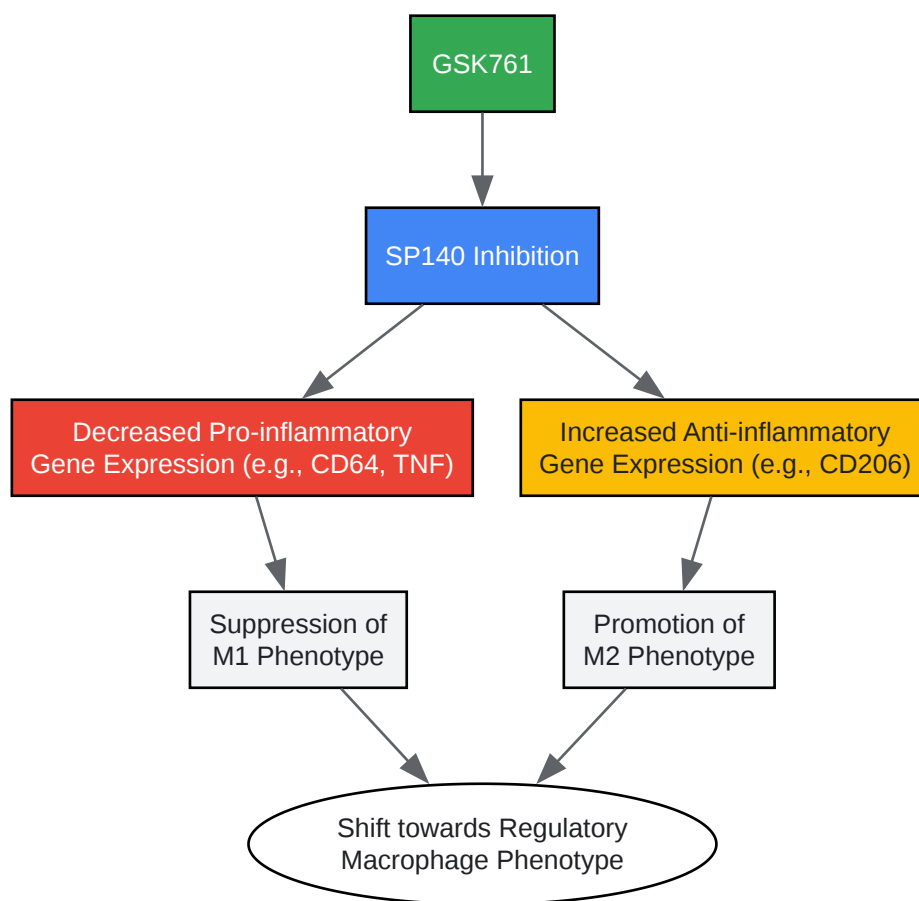 GSK761
SP140 Inhibition
Decreased Pro-inflammatory
Gene Expression (e.g., CD64, TNF)
Increased Anti-inflammatory
Gene Expression (e.g., CD206)
Suppression of
M1 Phenotype
Promotion of
M2 Phenotype
Shift towards Regulatory
Macrophage Phenotype